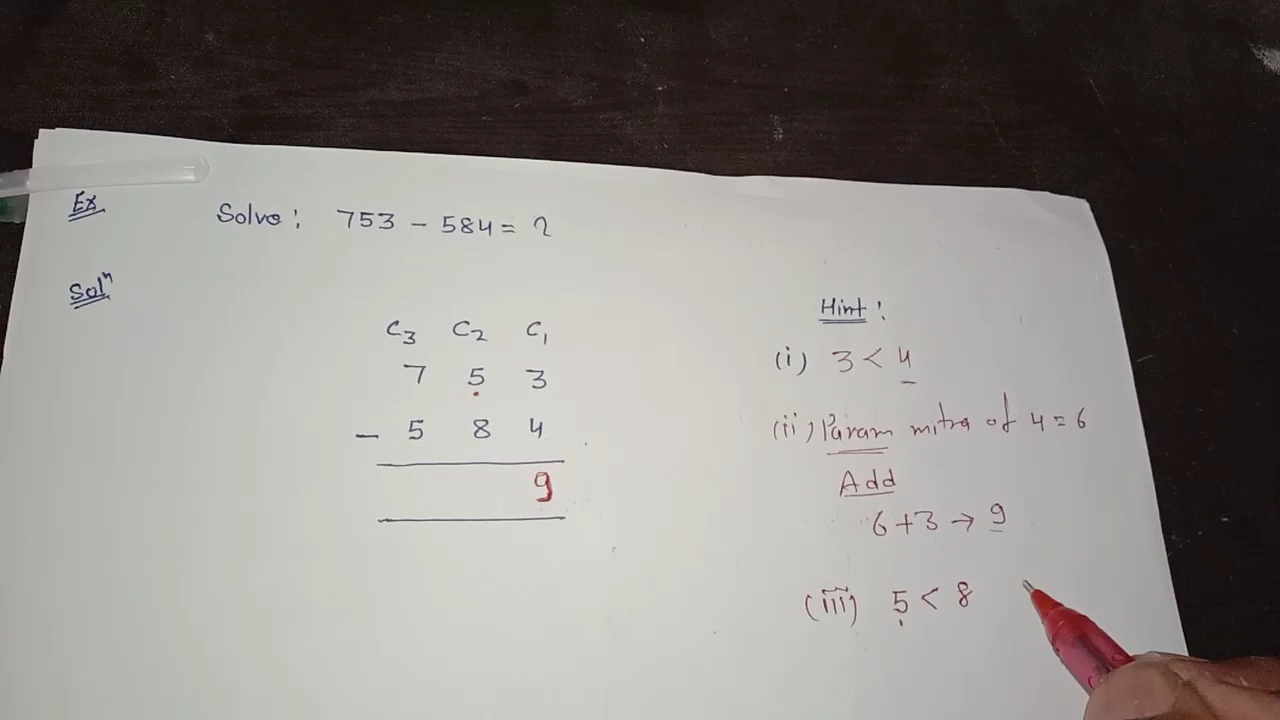 Ex Solve: 753 - 584 = ?
Solⁿ
C3 C2 C1
7 5 3
- 5 8 4
9
Hint:
(i) 3 < 4
(ii) Param mitra of 4 = 6
Add
6+3 → 9
(iii) 5 < 8